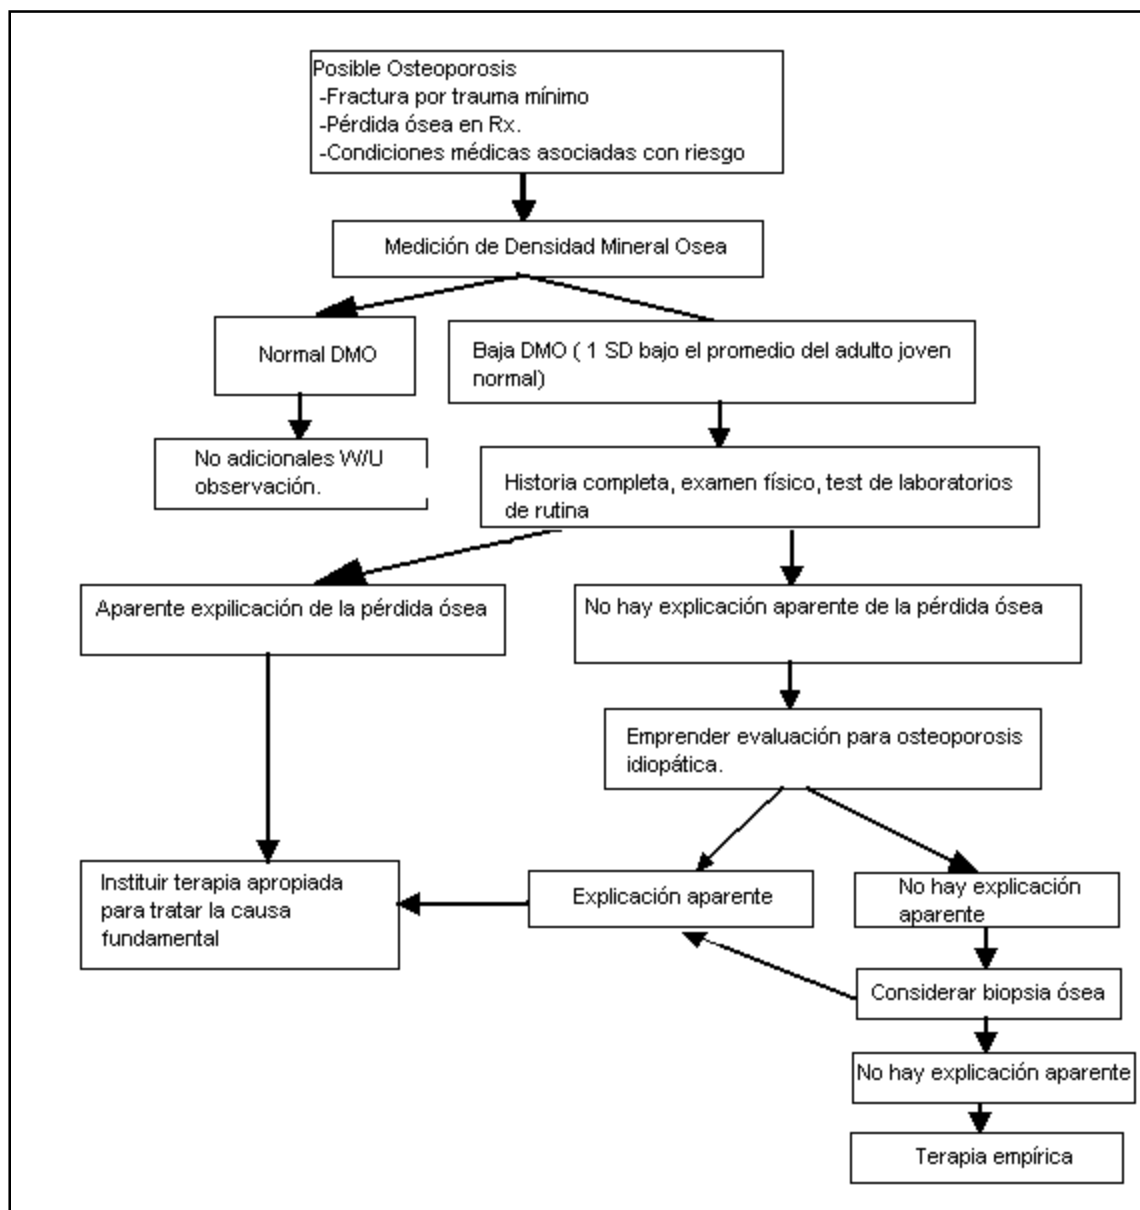 Posible Osteoporosis
-Fractura por trauma mínimo
-Pérdida ósea en Rx.
-Condiciones médicas asociadas con riesgo
Medición de Densidad Mineral Osea
Normal DMO
Baja DMO ( 1 SD bajo el promedio del adulto joven
normal)
No adicionales W/U
observación.
Historia completa, examen físico, test de laboratorios
de rutina
Aparente expilicación de la pérdida ósea
No hay explicación aparente de la pérdida ósea
Emprender evaluación para osteoporosis
idiopática.
Instituir terapia apropiada
para tratar la causa
fundamental
Explicación aparente
No hay explicación
aparente
Considerar biopsia ósea
No hay explicación aparente
Terapia empírica